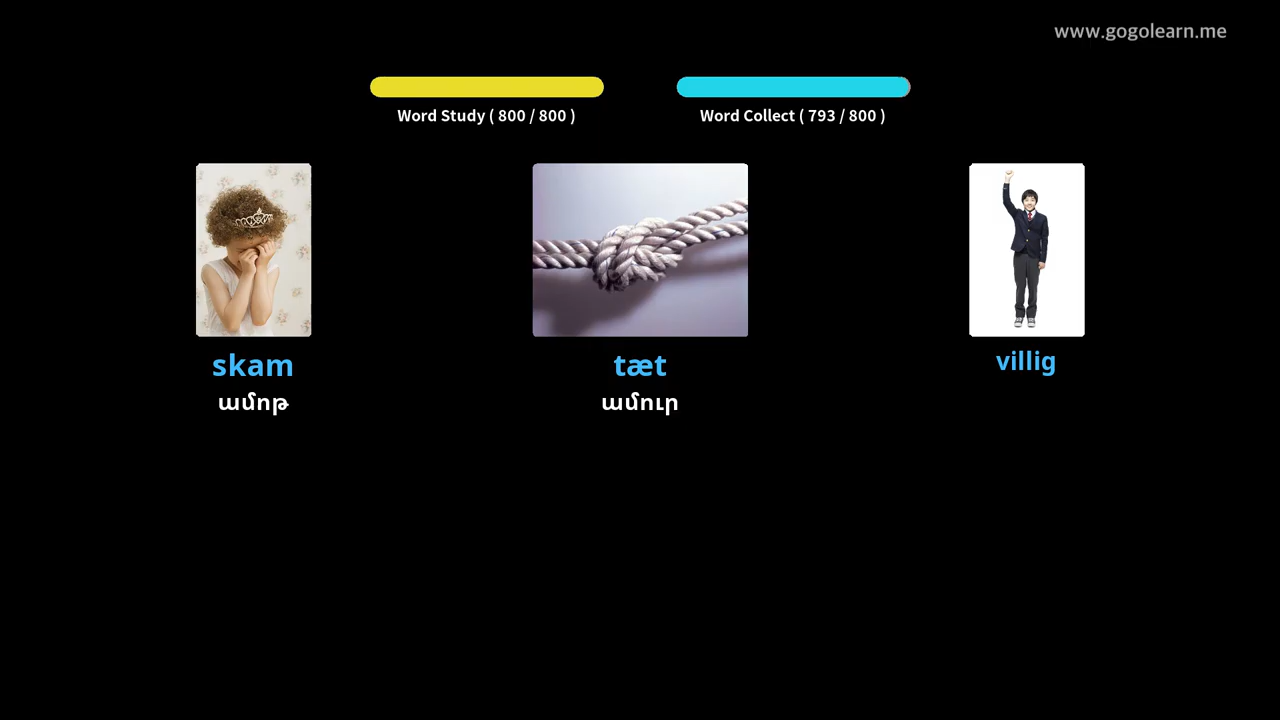 www.gogolearn.me
Word Study ( 800 / 800 )
Word Collect ( 793 / 800 )
skam
ամոթ
tæt
ամուր
villig